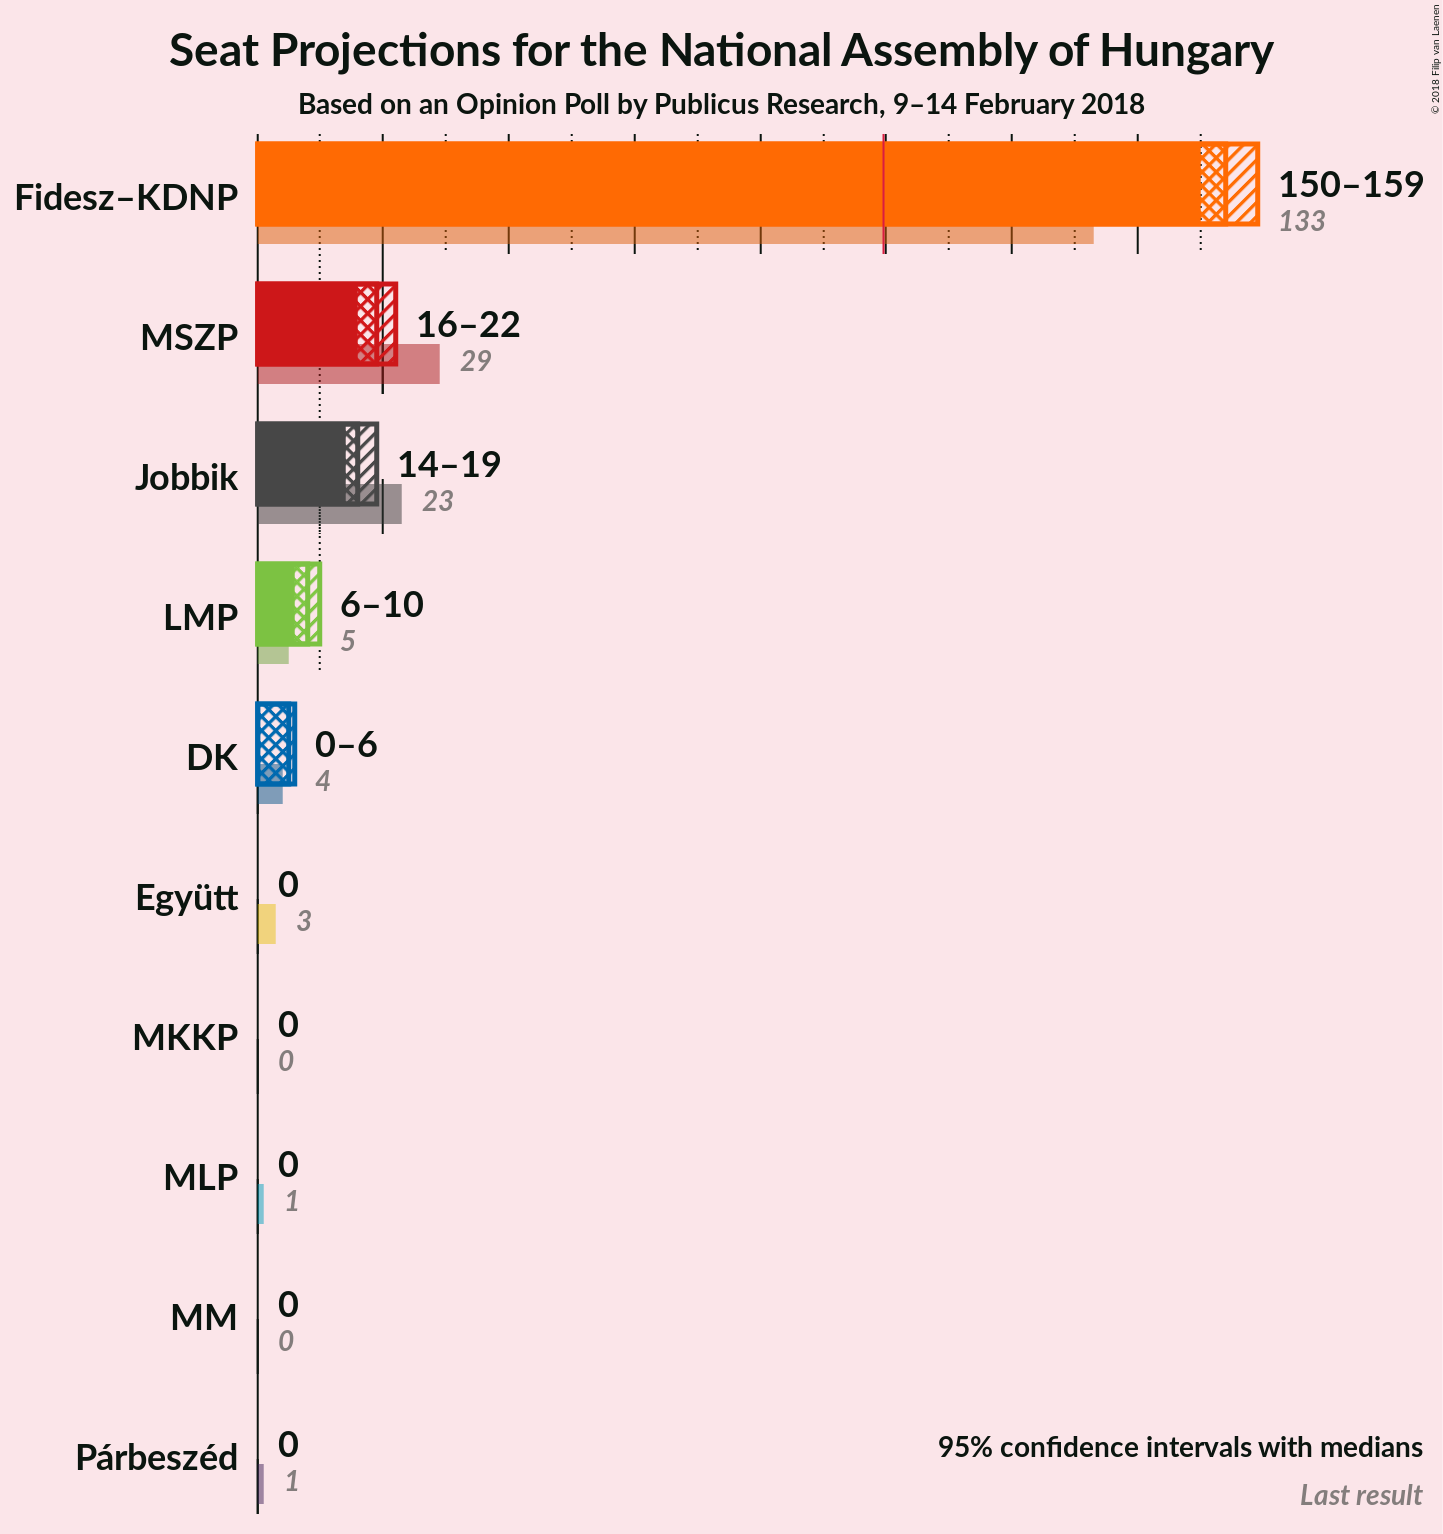 Seat Projections for the National Assembly of Hungary
Based on an Opinion Poll by Publicus Research, 9–14 February 2018
© 2018 Filip van Laenen
Fidesz–KDNP
150–159
133
MSZP
16–22
29
Jobbik
14–19
23
LMP
6–10
5
DK
0–6
4
Együtt
0
3
MKKP
0
0
MLP
0
1
MM
0
0
Párbeszéd
0
1
95% confidence intervals with medians
Last result